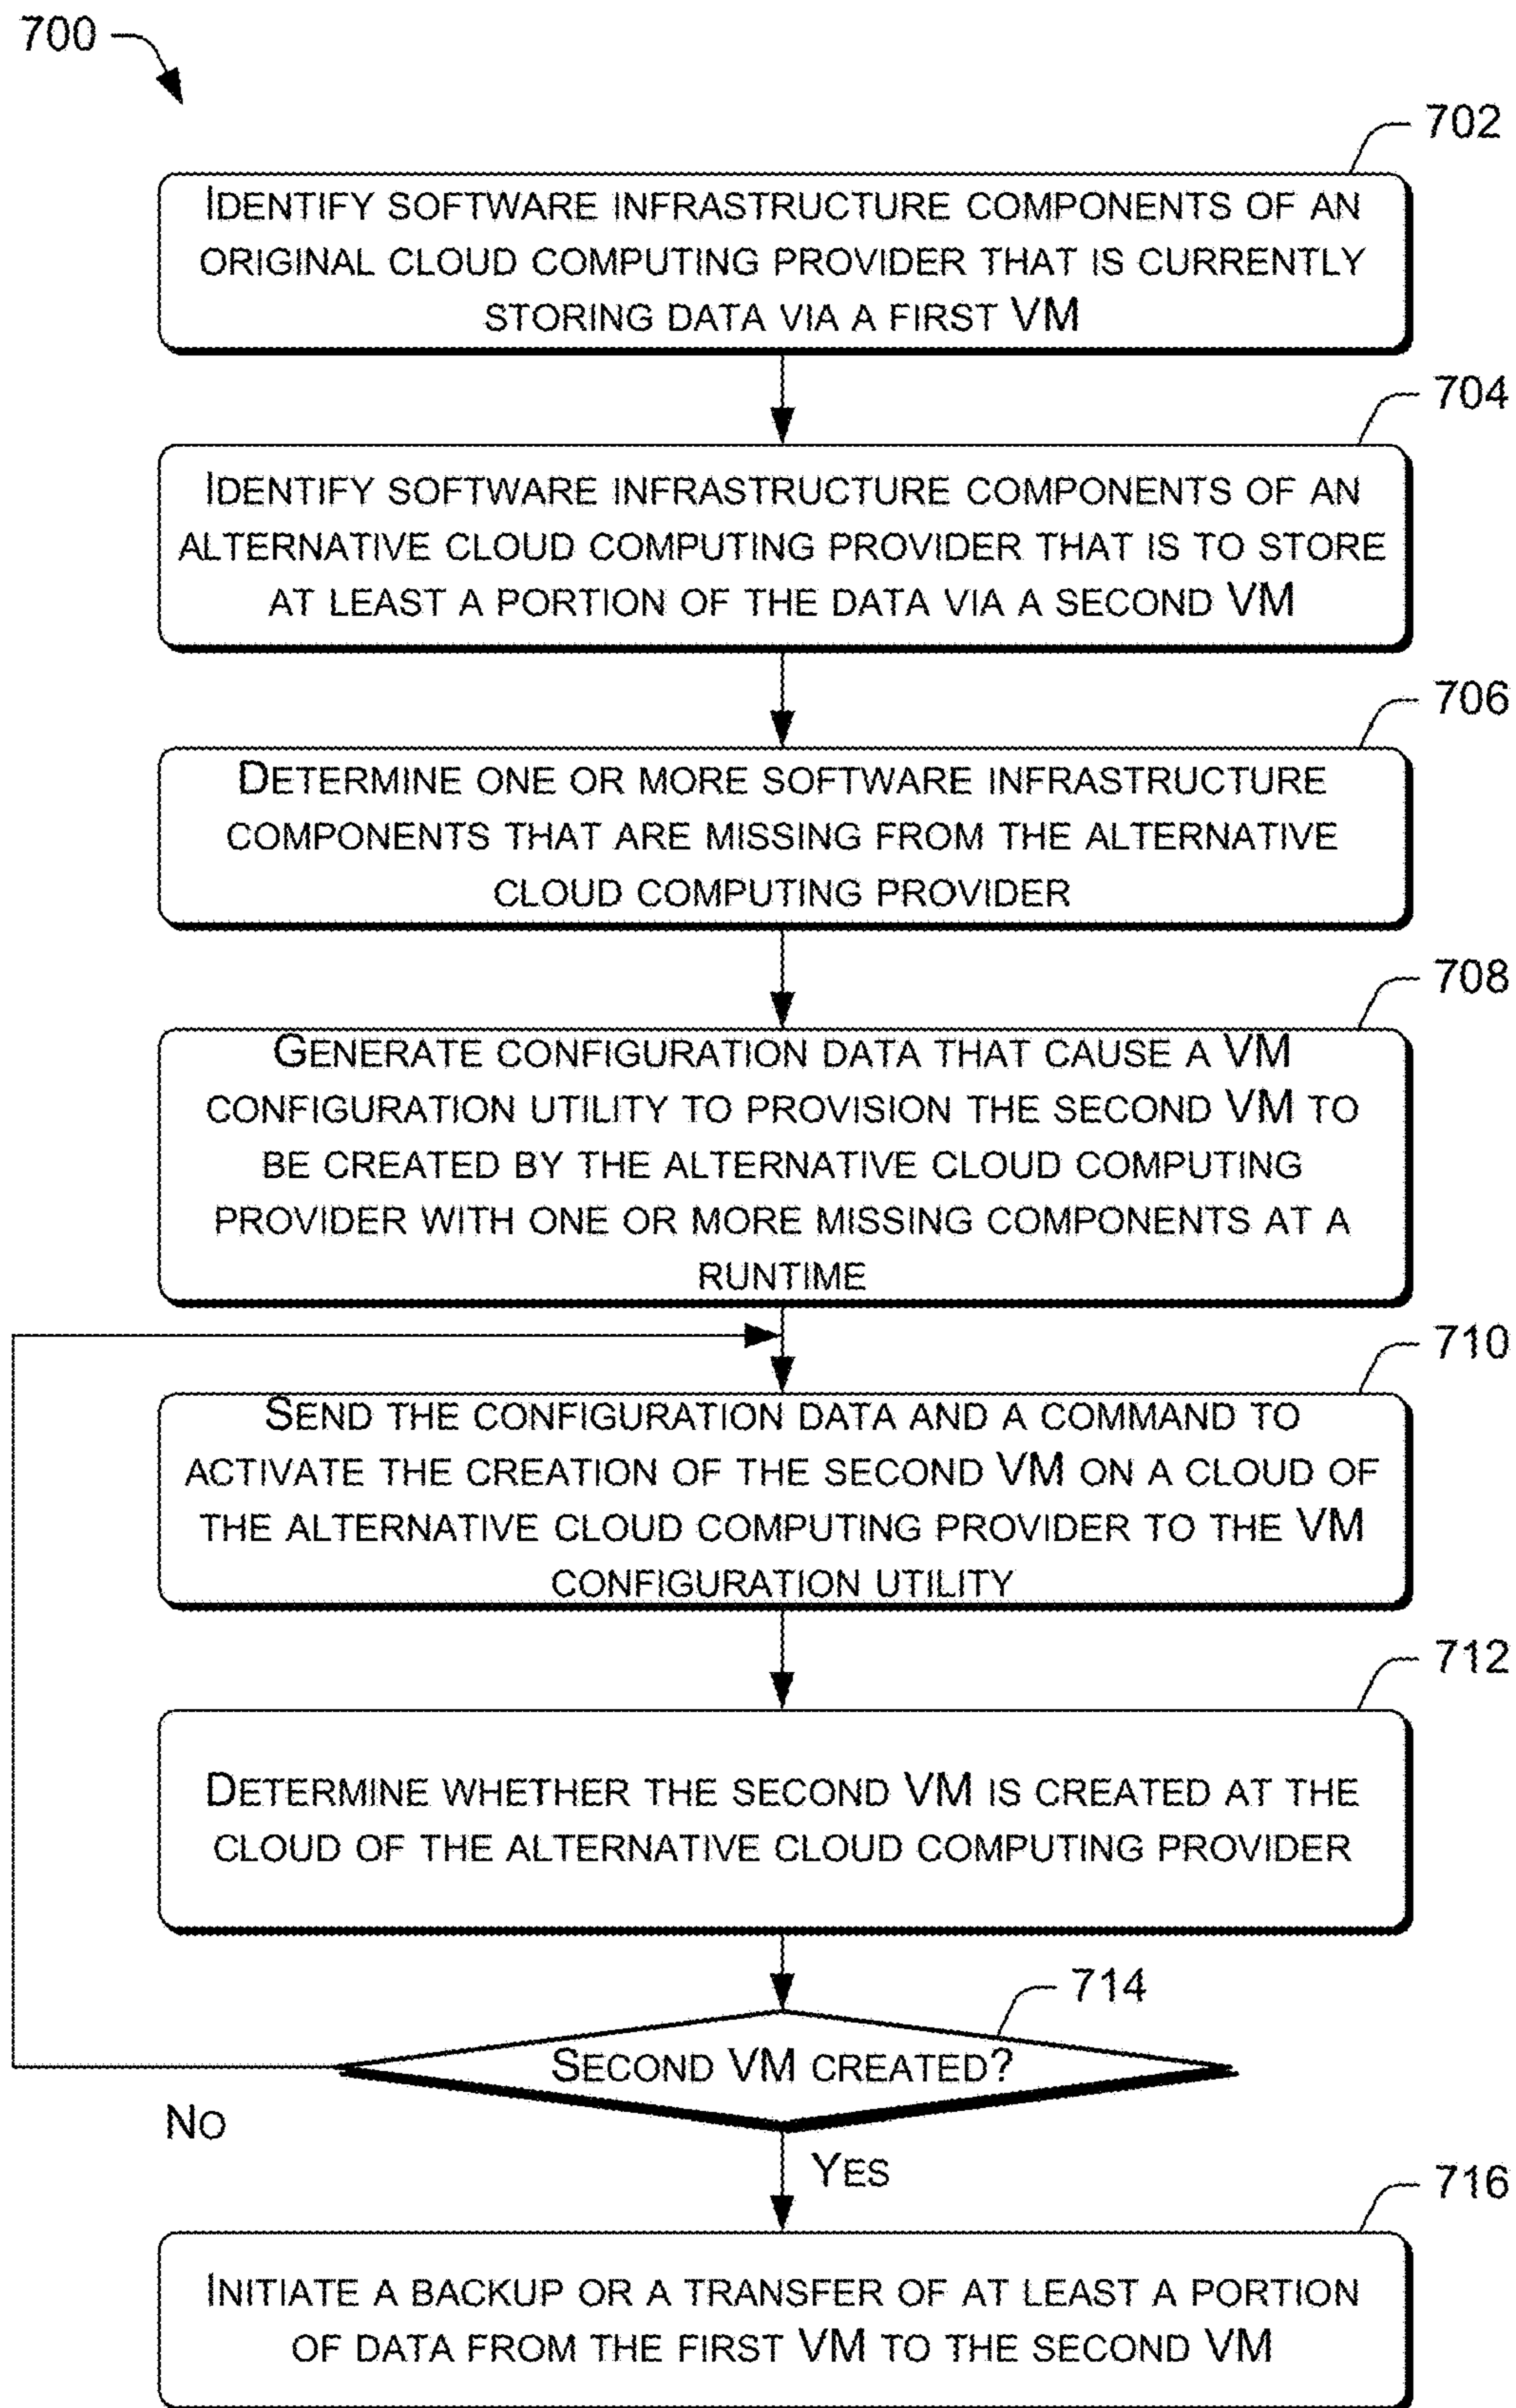 700
702
IDENTIFY SOFTWARE INFRASTRUCTURE COMPONENTS OF AN
ORIGINAL CLOUD COMPUTING PROVIDER THAT IS CURRENTLY
STORING DATA VIA A FIRST VM
704
IDENTIFY SOFTWARE INFRASTRUCTURE COMPONENTS OF AN
ALTERNATIVE CLOUD COMPUTING PROVIDER THAT IS TO STORE
AT LEAST A PORTION OF THE DATA VIA A SECOND VM
706
DETERMINE ONE OR MORE SOFTWARE INFRASTRUCTURE
COMPONENTS THAT ARE MISSING FROM THE ALTERNATIVE
CLOUD COMPUTING PROVIDER
708
GENERATE CONFIGURATION DATA THAT CAUSE A VM
CONFIGURATION UTILITY TO PROVISION THE SECOND VM TO
BE CREATED BY THE ALTERNATIVE CLOUD COMPUTING
PROVIDER WITH ONE OR MORE MISSING COMPONENTS AT A
RUNTIME
710
SEND THE CONFIGURATION DATA AND A COMMAND TO
ACTIVATE THE CREATION OF THE SECOND VM ON A CLOUD OF
THE ALTERNATIVE CLOUD COMPUTING PROVIDER TO THE VM
CONFIGURATION UTILITY
712
DETERMINE WHETHER THE SECOND VM IS CREATED AT THE
CLOUD OF THE ALTERNATIVE CLOUD COMPUTING PROVIDER
714
SECOND VM CREATED?
NO
YES
716
INITIATE A BACKUP OR A TRANSFER OF AT LEAST A PORTION
OF DATA FROM THE FIRST VM TO THE SECOND VM